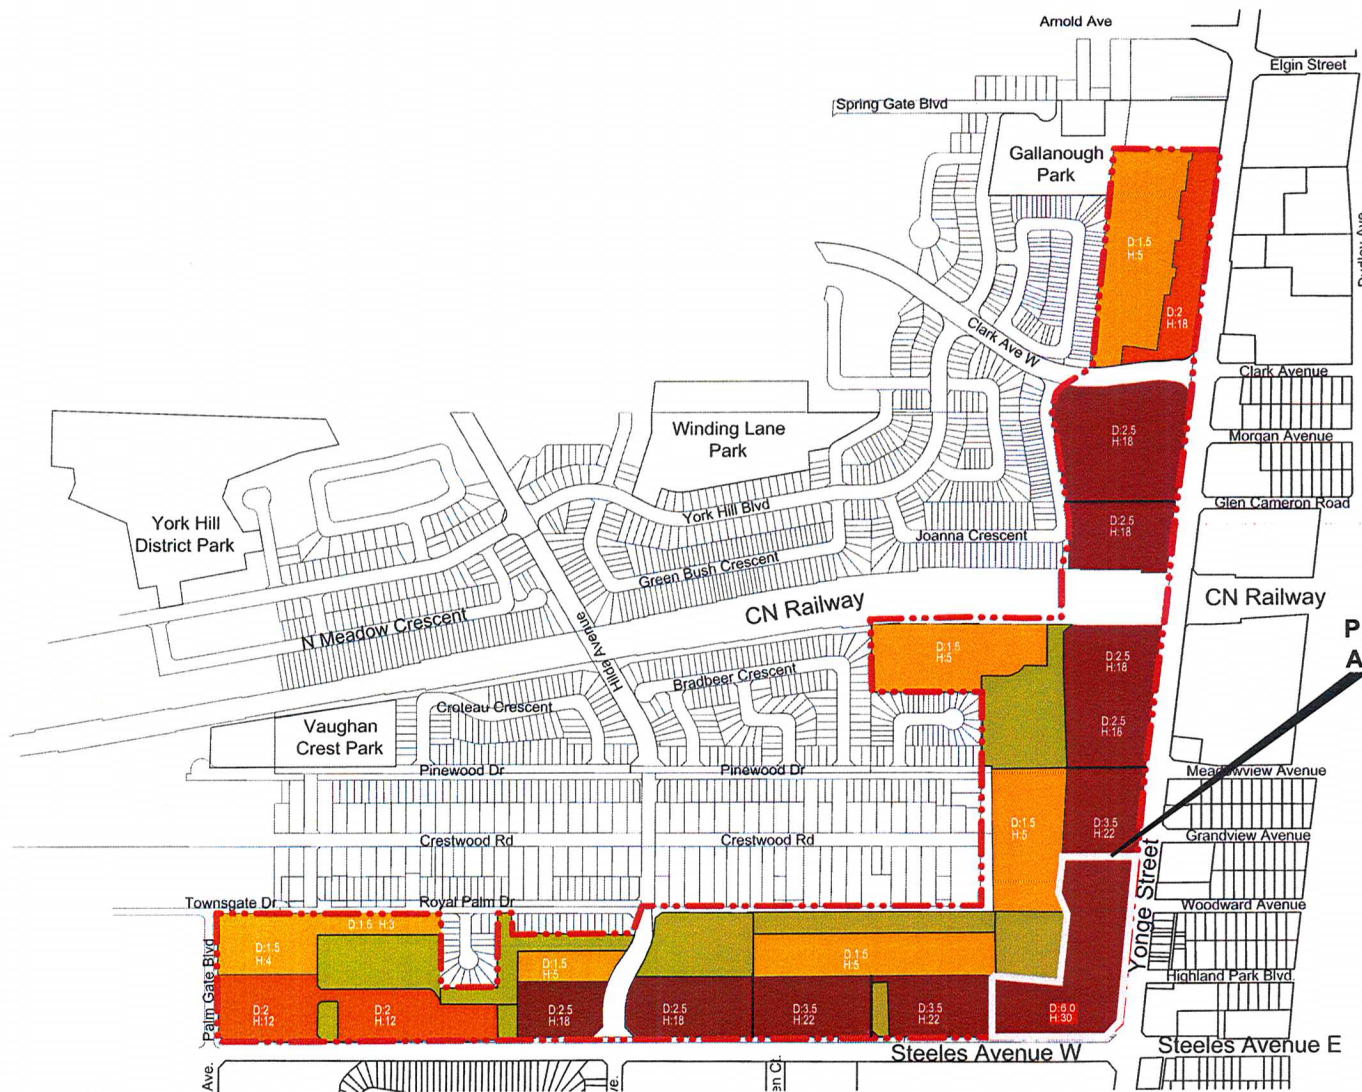 Arnold Ave
Elgin Street
Spring Gate Blvd
Gallanough
Park
D:1.5
H:5
D:2
H:18
Clark Ave W
Clark Avenue
Winding Lane
Park
D:2.5
H:18
Morgan Avenue
York Hill
District Park
York Hill Blvd
Glen Cameron Road
D:2.5
H:18
Joanna Crescent
Green Bush Crescent
CN Railway
CN Railway
N Meadow Crescent
Hilda Avenue
P
A
D:1.5
H:5
D:2.5
H:18
Bradbeer Crescent
Croteau Crescent
Vaughan
Crest Park
D:2.5
H:16
Pinewood Dr
Pinewood Dr
Meadowview Avenue
Crestwood Rd
Crestwood Rd
D:1.5
H:5
D:3.5
H:22
Grandview Avenue
Yonge Street
Townsgate Dr
Royal Palm Dr
Woodward Avenue
Palm Gate Blvd
D:1.5 H:3
D:1.5
H:4
D:1.5
H:5
D:1.5
H:5
Highland Park Blvd.
D:2
H:12
D:2
H:12
D:2.5
H:18
D:2.5
H:18
D:3.5
H:22
D:3.5
H:22
D:6.0
H:30
Steeles Avenue W
Steeles Avenue E
Ave.